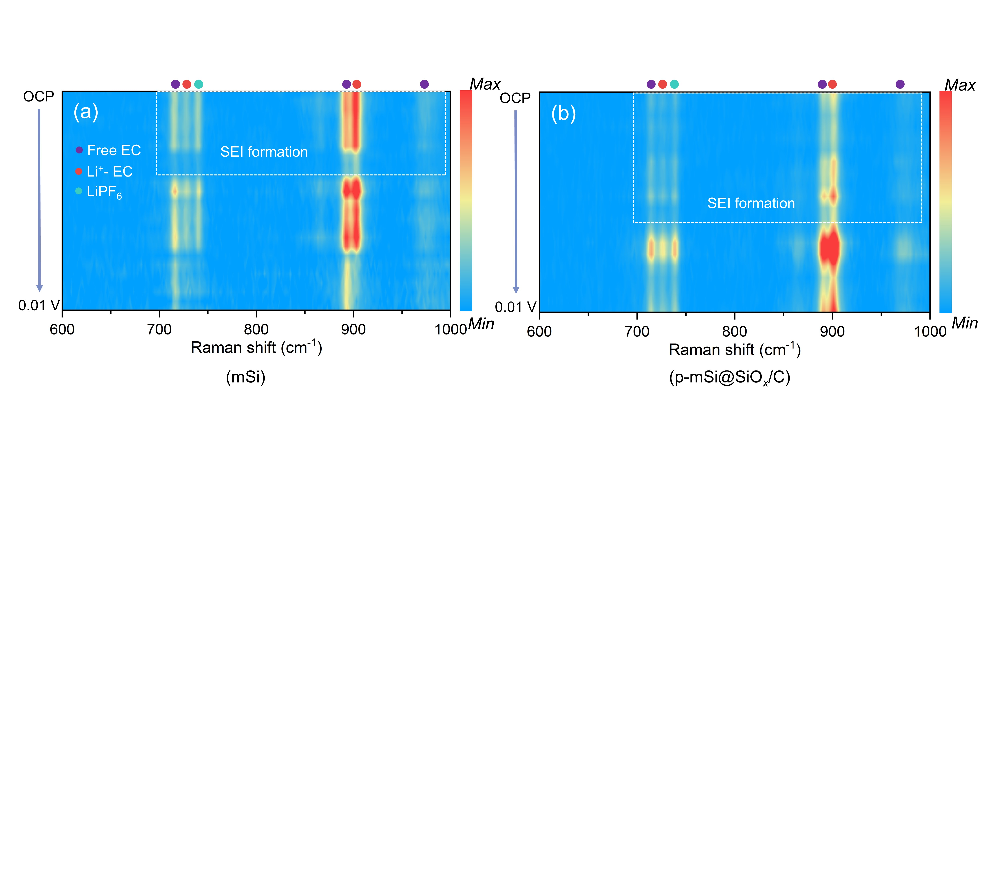 Max
OCP
(a)
Free EC
Li⁺- EC
LiPF₆
SEI formation
0.01 V
600 700 800 900 1000
Min
Raman shift (cm⁻¹)
(mSi)
Max
OCP
(b)
SEI formation
0.01 V
600 700 800 900 1000
Min
Raman shift (cm⁻¹)
(p-mSi@SiOₓ/C)